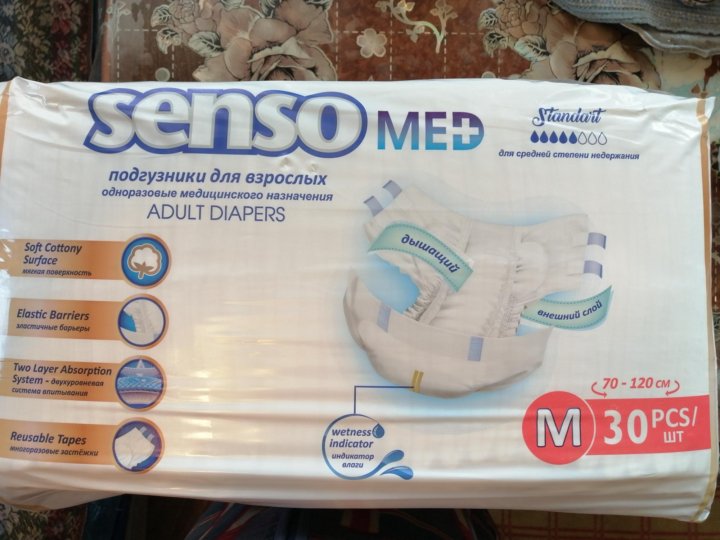 senso MED
Standart
для средней степени недержания
подгузники для взрослых
одноразовые медицинского назначения
ADULT DIAPERS
Soft Cottony
Surface
мягкая поверхность
Elastic Barriers
эластичные барьеры
Two Layer Absorption
System - двухуровневая
система впитывания
Reusable Tapes
многоразовые застёжки
дышащий
внешний слой
wetness
indicator
индикатор
влаги
70 - 120 см
M 30 PCS/
ШТ